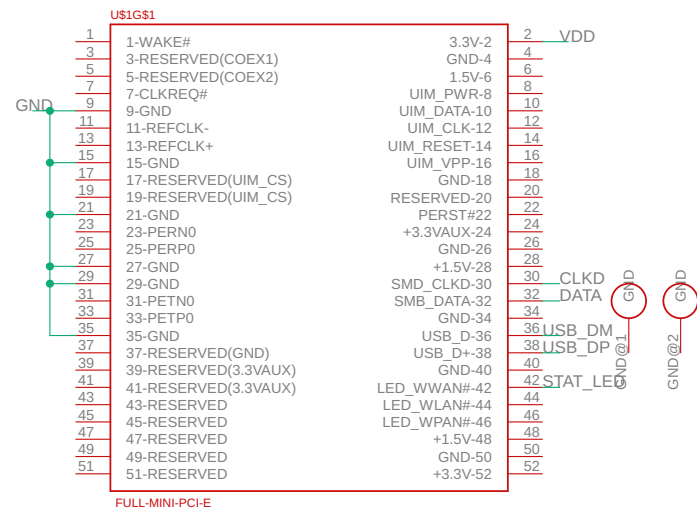 U$1G$1
1 1-WAKE# 3.3V-2 2 VDD
3 3-RESERVED(COEX1) GND-4 4
5 5-RESERVED(COEX2) 1.5V-6 6
7 7-CLKREQ# UIM_PWR-8 8
GND 9 9-GND UIM_DATA-10 10
11 11-REFCLK- UIM_CLK-12 12
13 13-REFCLK+ UIM_RESET-14 14
15 15-GND UIM_VPP-16 16
17 17-RESERVED(UIM_CS) GND-18 18
19 19-RESERVED(UIM_CS) RESERVED-20 20
21 21-GND PERST#22 22
23 23-PERN0 +3.3VAUX-24 24
25 25-PERP0 GND-26 26
27 27-GND +1.5V-28 28
29 29-GND SMD_CLKD-30 30 CLKD
31 31-PETN0 SMB_DATA-32 32 DATA
33 33-PETP0 GND-34 34
35 35-GND USB_D-36 36 USB_DM
37 37-RESERVED(GND) USB_D+-38 38 USB_DP
39 39-RESERVED(3.3VAUX) GND-40 40
41 41-RESERVED(3.3VAUX) LED_WWAN#-42 42 STAT_LED
43 43-RESERVED LED_WLAN#-44 44
45 45-RESERVED LED_WPAN#-46 46
47 47-RESERVED +1.5V-48 48
49 49-RESERVED GND-50 50
51 51-RESERVED +3.3V-52 52
FULL-MINI-PCI-E
GND
GND@1
GND
GND@2